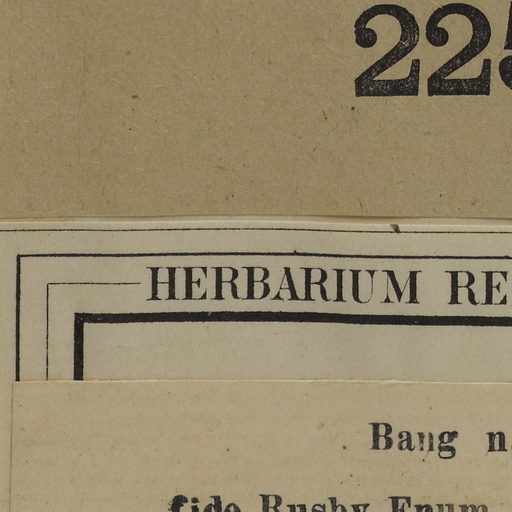 225
HERBARIUM RE
Bang n
fide Rusby Enum